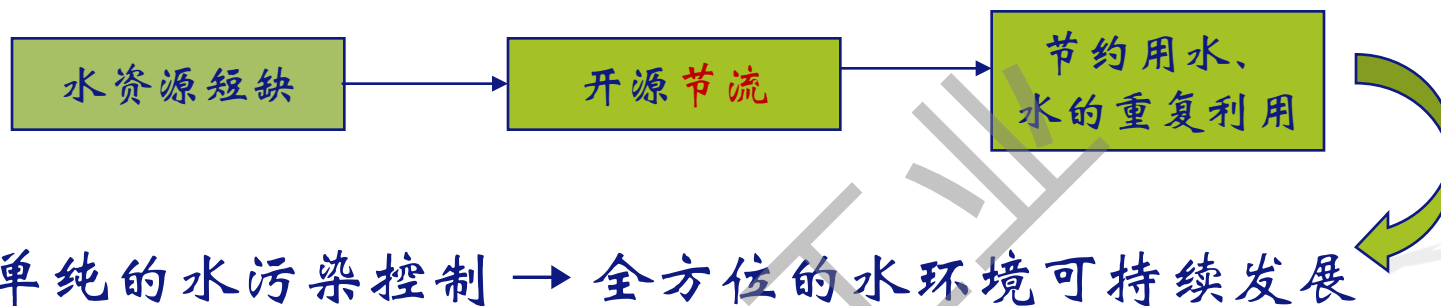 水资源短缺
开源节流
节约用水、
水的重复利用
单纯的水污染控制→全方位的水环境可持续发展
工业